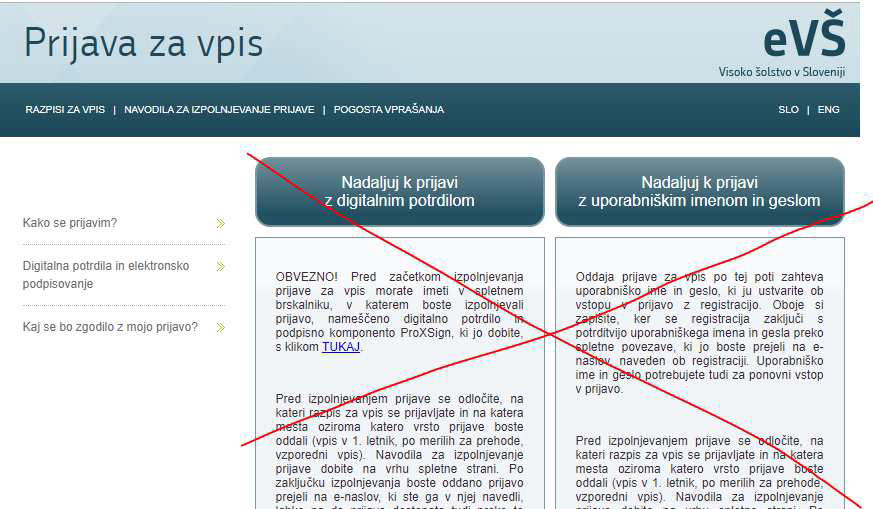 Prijava za vpis
eVŠ
Visoko šolstvo v Sloveniji
RAZPISI ZA VPIS | NAVODILA ZA IZPOLNJEVANJE PRIJAVE | POGOSTA VPRAŠANJA
SLO | ENG
Kako se prijavim?
Digitalna potrdila in elektronsko
podpisovanje
Kaj se bo zgodilo z mojo prijavo?
Nadaljuj k prijavi
z digitalnim potrdilom
OBVEZNO! Pred začetkom izpolnjevanja
prijave za vpis morate imeti v spletnem
brskalniku, v katerem boste izpolnjevali
prijavo, nameščeno digitalno potrdilo in
podpisno komponento ProXSign, ki jo dobite,
s klikom TUKAJ.
Pred izpolnjevanjem prijave se odločite, na
kateri razpis za vpis se prijavljate in na katera
mesta oziroma katero vrsto prijave boste
oddali (vpis v 1. letnik, po merilih za prehode,
vzporedni vpis). Navodila za izpolnjevanje
prijave dobite na vrhu spletne strani. Po
zaključku izpolnjevanja boste oddano prijavo
prejeli na e-naslov, ki ste ga v njej navedli,
Nadaljuj k prijavi
z uporabniškim imenom in geslom
Oddaja prijave za vpis po tej poti zahteva
uporabniško ime in geslo, ki ju ustvarite ob
vstopu v prijavo z registracijo. Oboje si
zapišite, ker se registracija zaključi s
potrditvijo uporabniškega imena in gesla preko
spletne povezave, ki jo boste prejeli na e-
naslov naveden ob registraciji. Uporabniško
ime in geslo potrebujete tudi za ponovni vstop
v prijavo.
Pred izpolnjevanjem prijave se odločite, na
kateri razpis za vpis se prijavljate in na katera
mesta oziroma katero vrsto prijave boste
oddali (vpis v 1. letnik, po merilih za prehode,
vzporedni vpis). Navodila za izpolnjevanje
prijave dobite na vrhu spletne strani. Po